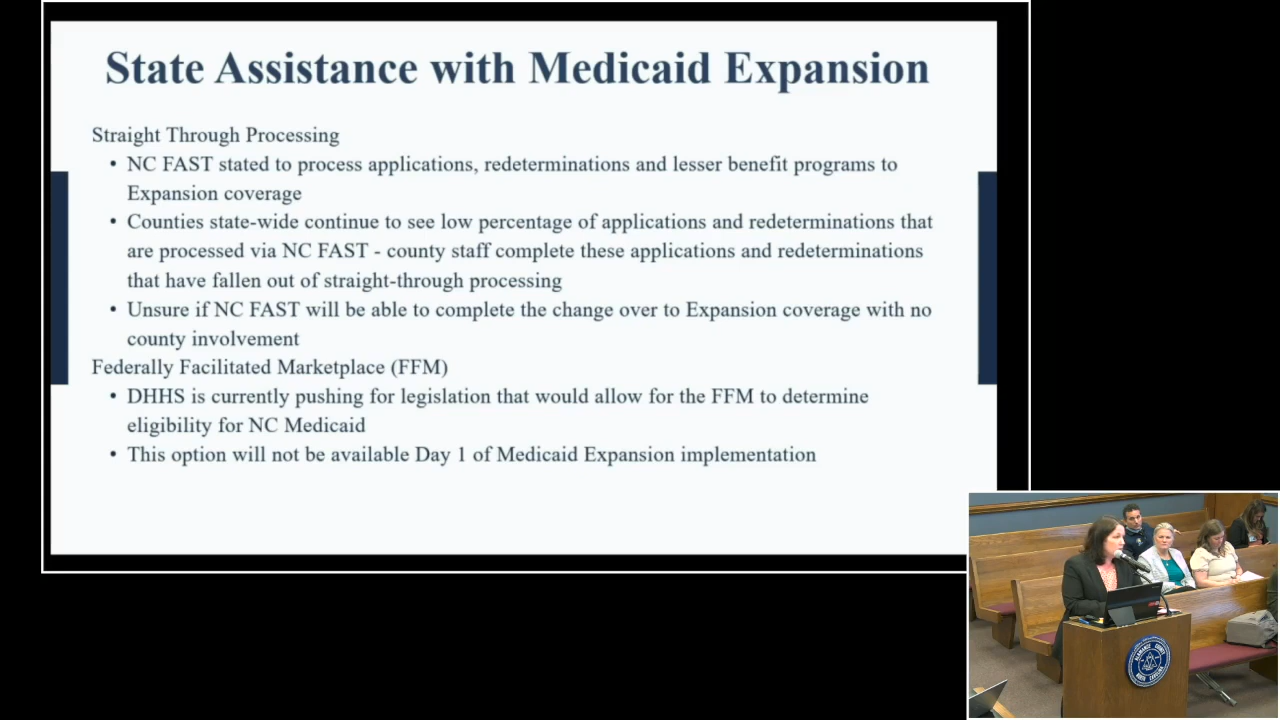 State Assistance with Medicaid Expansion
Straight Through Processing
• NC FAST stated to process applications, redeterminations and lesser benefit programs to
Expansion coverage
• Counties state-wide continue to see low percentage of applications and redeterminations that
are processed via NC FAST - county staff complete these applications and redeterminations
that have fallen out of straight-through processing
• Unsure if NC FAST will be able to complete the change over to Expansion coverage with no
county involvement
Federally Facilitated Marketplace (FFM)
• DHHS is currently pushing for legislation that would allow for the FFM to determine
eligibility for NC Medicaid
• This option will not be available Day 1 of Medicaid Expansion implementation
ALAMANCE COUNTY
NORTH CAROLINA